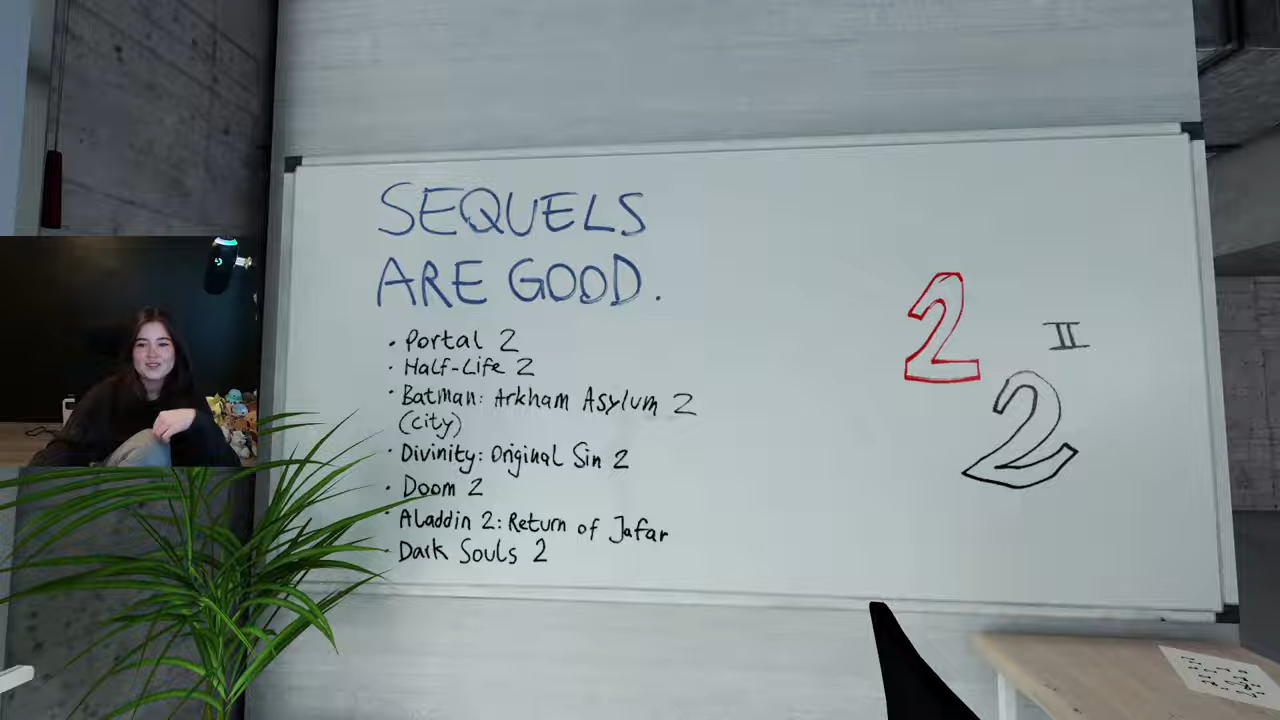 SEQUELS
ARE GOOD.
• Portal 2
• Half-Life 2
• Batman: Arkham Asylum 2
(city)
• Divinity: Original Sin 2
• Doom 2
• Aladdin 2: Return of Jafar
• Dark Souls 2
2
II
2